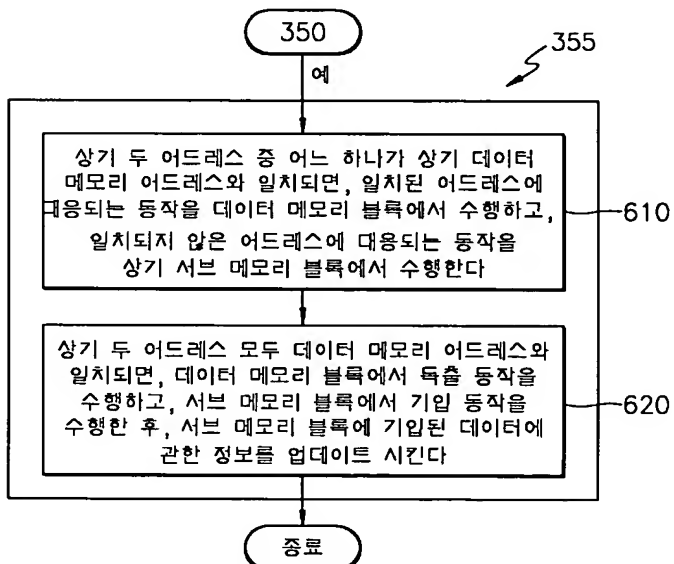 350
355
예
상기 두 어드레스 중 어느 하나가 상기 데이터
메모리 어드레스와 일치되면, 일치된 어드레스에
대응되는 동작을 데이터 메모리 블록에서 수행하고,
일치되지 않은 어드레스에 대응되는 동작을
상기 서브 메모리 블록에서 수행한다
610
상기 두 어드레스 모두 데이터 메모리 어드레스와
일치되면, 데이터 메모리 블록에서 독출 동작을
수행하고, 서브 메모리 블록에서 기입 동작을
수행한 후, 서브 메모리 블록에 기입된 데이터에
관한 정보를 업데이트 시킨다
620
종료